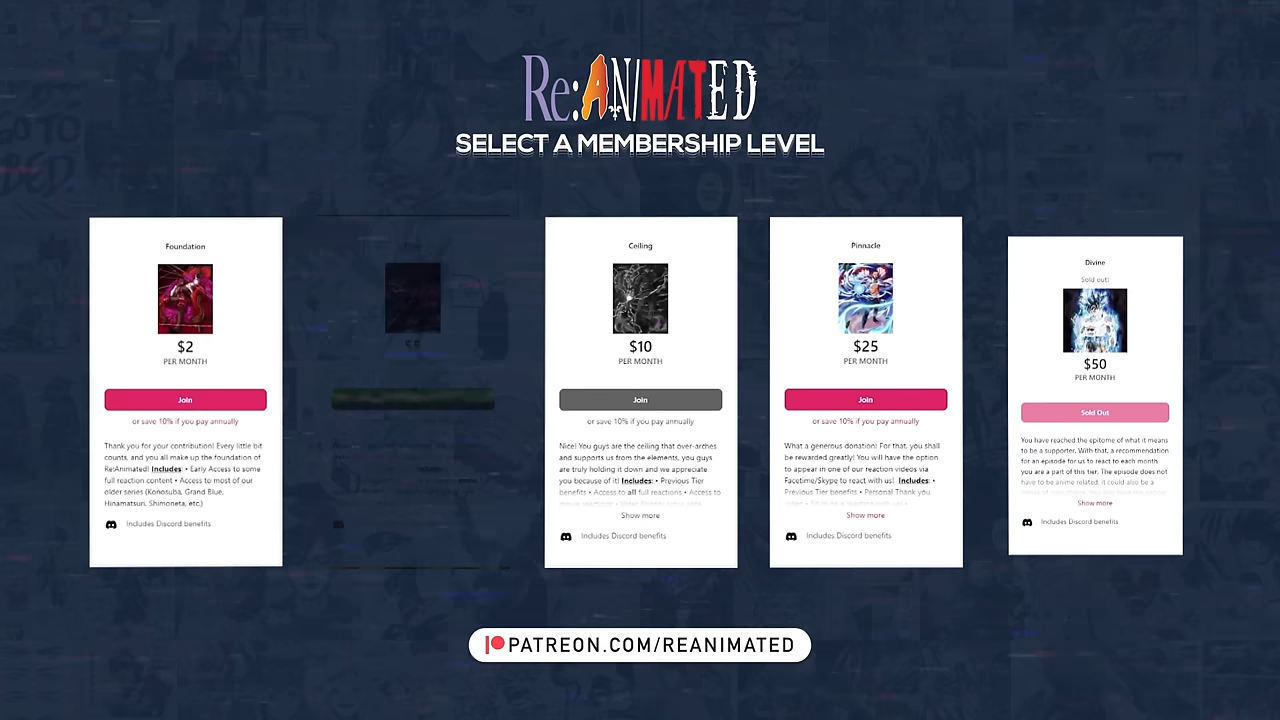 Re:ANIMATED
SELECT A MEMBERSHIP LEVEL
Foundation
$2
PER MONTH
Join
or save 10% if you pay annually
Thank you for your contribution! Every little bit
counts, and you all make up the foundation of
Re:Animated! Includes: • Early Access to some
full reaction content • Access to most of our
older series (Konosuba, Grand Blue,
Hinamatsuri, Shimoneta, etc.)
Includes Discord benefits
Ceiling
$10
PER MONTH
Join
or save 10% if you pay annually
Nice! You guys are the ceiling that over-arches
and supports us from the elements, you guys
are truly holding it down and we appreciate
you because of it! Includes: • Previous Tier
benefits • Access to all full reactions • Access to
Show more
Includes Discord benefits
Pinnacle
$25
PER MONTH
Join
or save 10% if you pay annually
What a generous donation! For that, you shall
be rewarded greatly! You will have the option
to appear in one of our reaction videos via
Facetime/Skype to react with us! Includes: •
Previous Tier benefits • Personal Thank you
Show more
Includes Discord benefits
Divine
Sold out!
$50
PER MONTH
Sold Out
You have reached the epitome of what it means
to be a supporter. With that, a recommendation
for an episode for us to react to each month
you are a part of this tier. The episode does not
have to be anime related, it could also be a
Show more
Includes Discord benefits
PATREON.COM/REANIMATED